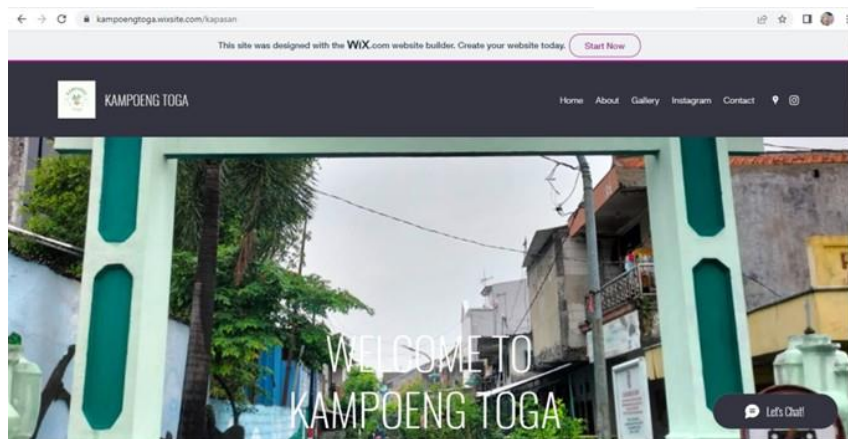 kampoengtoga.wixsite.com/kapasan
This site was designed with the WiX.com website builder. Create your website today. Start Now
KAMPOENG TOGA
Home About Gallery Instagram Contact
WELCOME TO
KAMPOENG TOGA
Let's Chat!